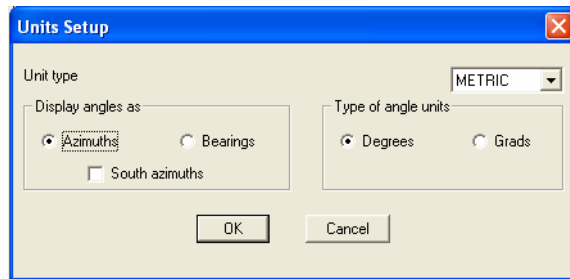 Units Setup
Unit type
METRIC
Display angles as
Type of angle units
Azimuths
Bearings
Degrees
Grads
South azimuths
OK
Cancel